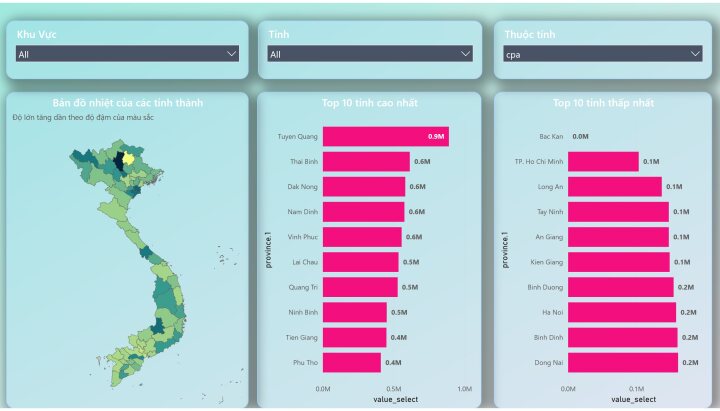 Khu Vực
All
Tỉnh
All
Thuộc tính
cpa
Bản đồ nhiệt của các tỉnh thành
Độ lớn tăng dần theo độ đậm của màu sắc
Top 10 tỉnh cao nhất
province.1
Tuyen Quang 0.9M
Thai Binh 0.6M
Dak Nong 0.6M
Nam Dinh 0.6M
Vinh Phuc 0.6M
Lai Chau 0.5M
Quang Tri 0.5M
Ninh Binh 0.5M
Tien Giang 0.4M
Phu Tho 0.4M
0.0M 0.5M 1.0M
value_select
Top 10 tỉnh thấp nhất
province.1
Bac Kan 0.0M
TP. Ho Chi Minh 0.1M
Long An 0.1M
Tay Ninh 0.1M
An Giang 0.1M
Kien Giang 0.1M
Binh Duong 0.2M
Ha Noi 0.2M
Binh Dinh 0.2M
Dong Nai 0.2M
0.0M 0.1M
value_select